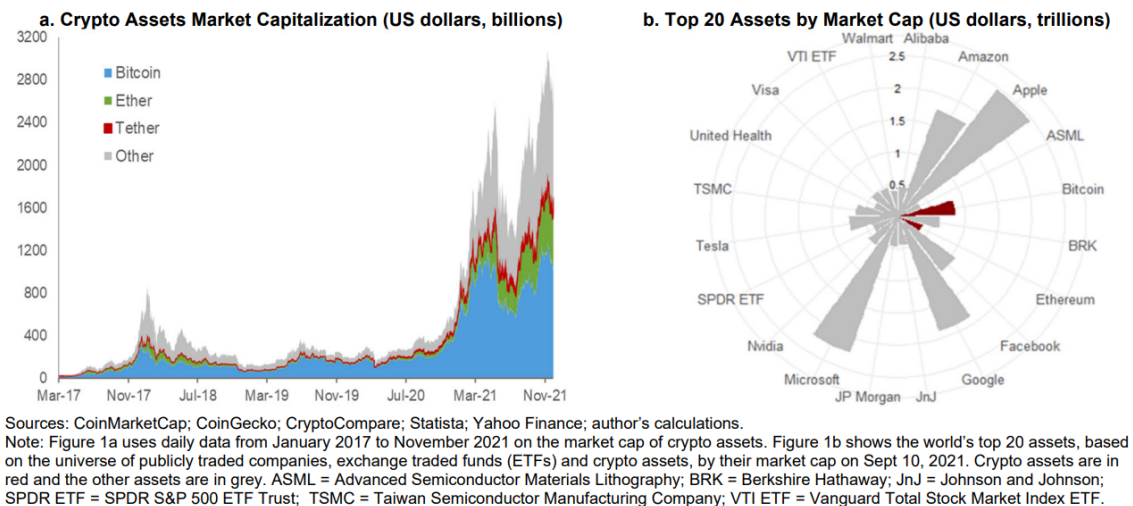 a. Crypto Assets Market Capitalization (US dollars, billions)
3200
2800
2400
2000
1600
1200
800
400
0
Bitcoin
Ether
Tether
Other
Mar-17
Nov-17
Jul-18
Mar-19
Nov-19
Jul-20
Mar-21
Nov-21
b. Top 20 Assets by Market Cap (US dollars, trillions)
2.5
2
1.5
1
0.5
Alibaba
Amazon
Apple
ASML
Bitcoin
BRK
Ethereum
Facebook
Google
JnJ
JP Morgan
Microsoft
Nvidia
SPDR ETF
Tesla
TSMC
United Health
Visa
VTI ETF
Walmart
Sources: CoinMarketCap; CoinGecko; CryptoCompare; Statista; Yahoo Finance; author's calculations.
Note: Figure 1a uses daily data from January 2017 to November 2021 on the market cap of crypto assets. Figure 1b shows the world's top 20 assets, based
on the universe of publicly traded companies, exchange traded funds (ETFs) and crypto assets, by their market cap on Sept 10, 2021. Crypto assets are in
red and the other assets are in grey. ASML = Advanced Semiconductor Materials Lithography; BRK = Berkshire Hathaway; JnJ = Johnson and Johnson;
SPDR ETF = SPDR S&P 500 ETF Trust; TSMC = Taiwan Semiconductor Manufacturing Company; VTI ETF = Vanguard Total Stock Market Index ETF.